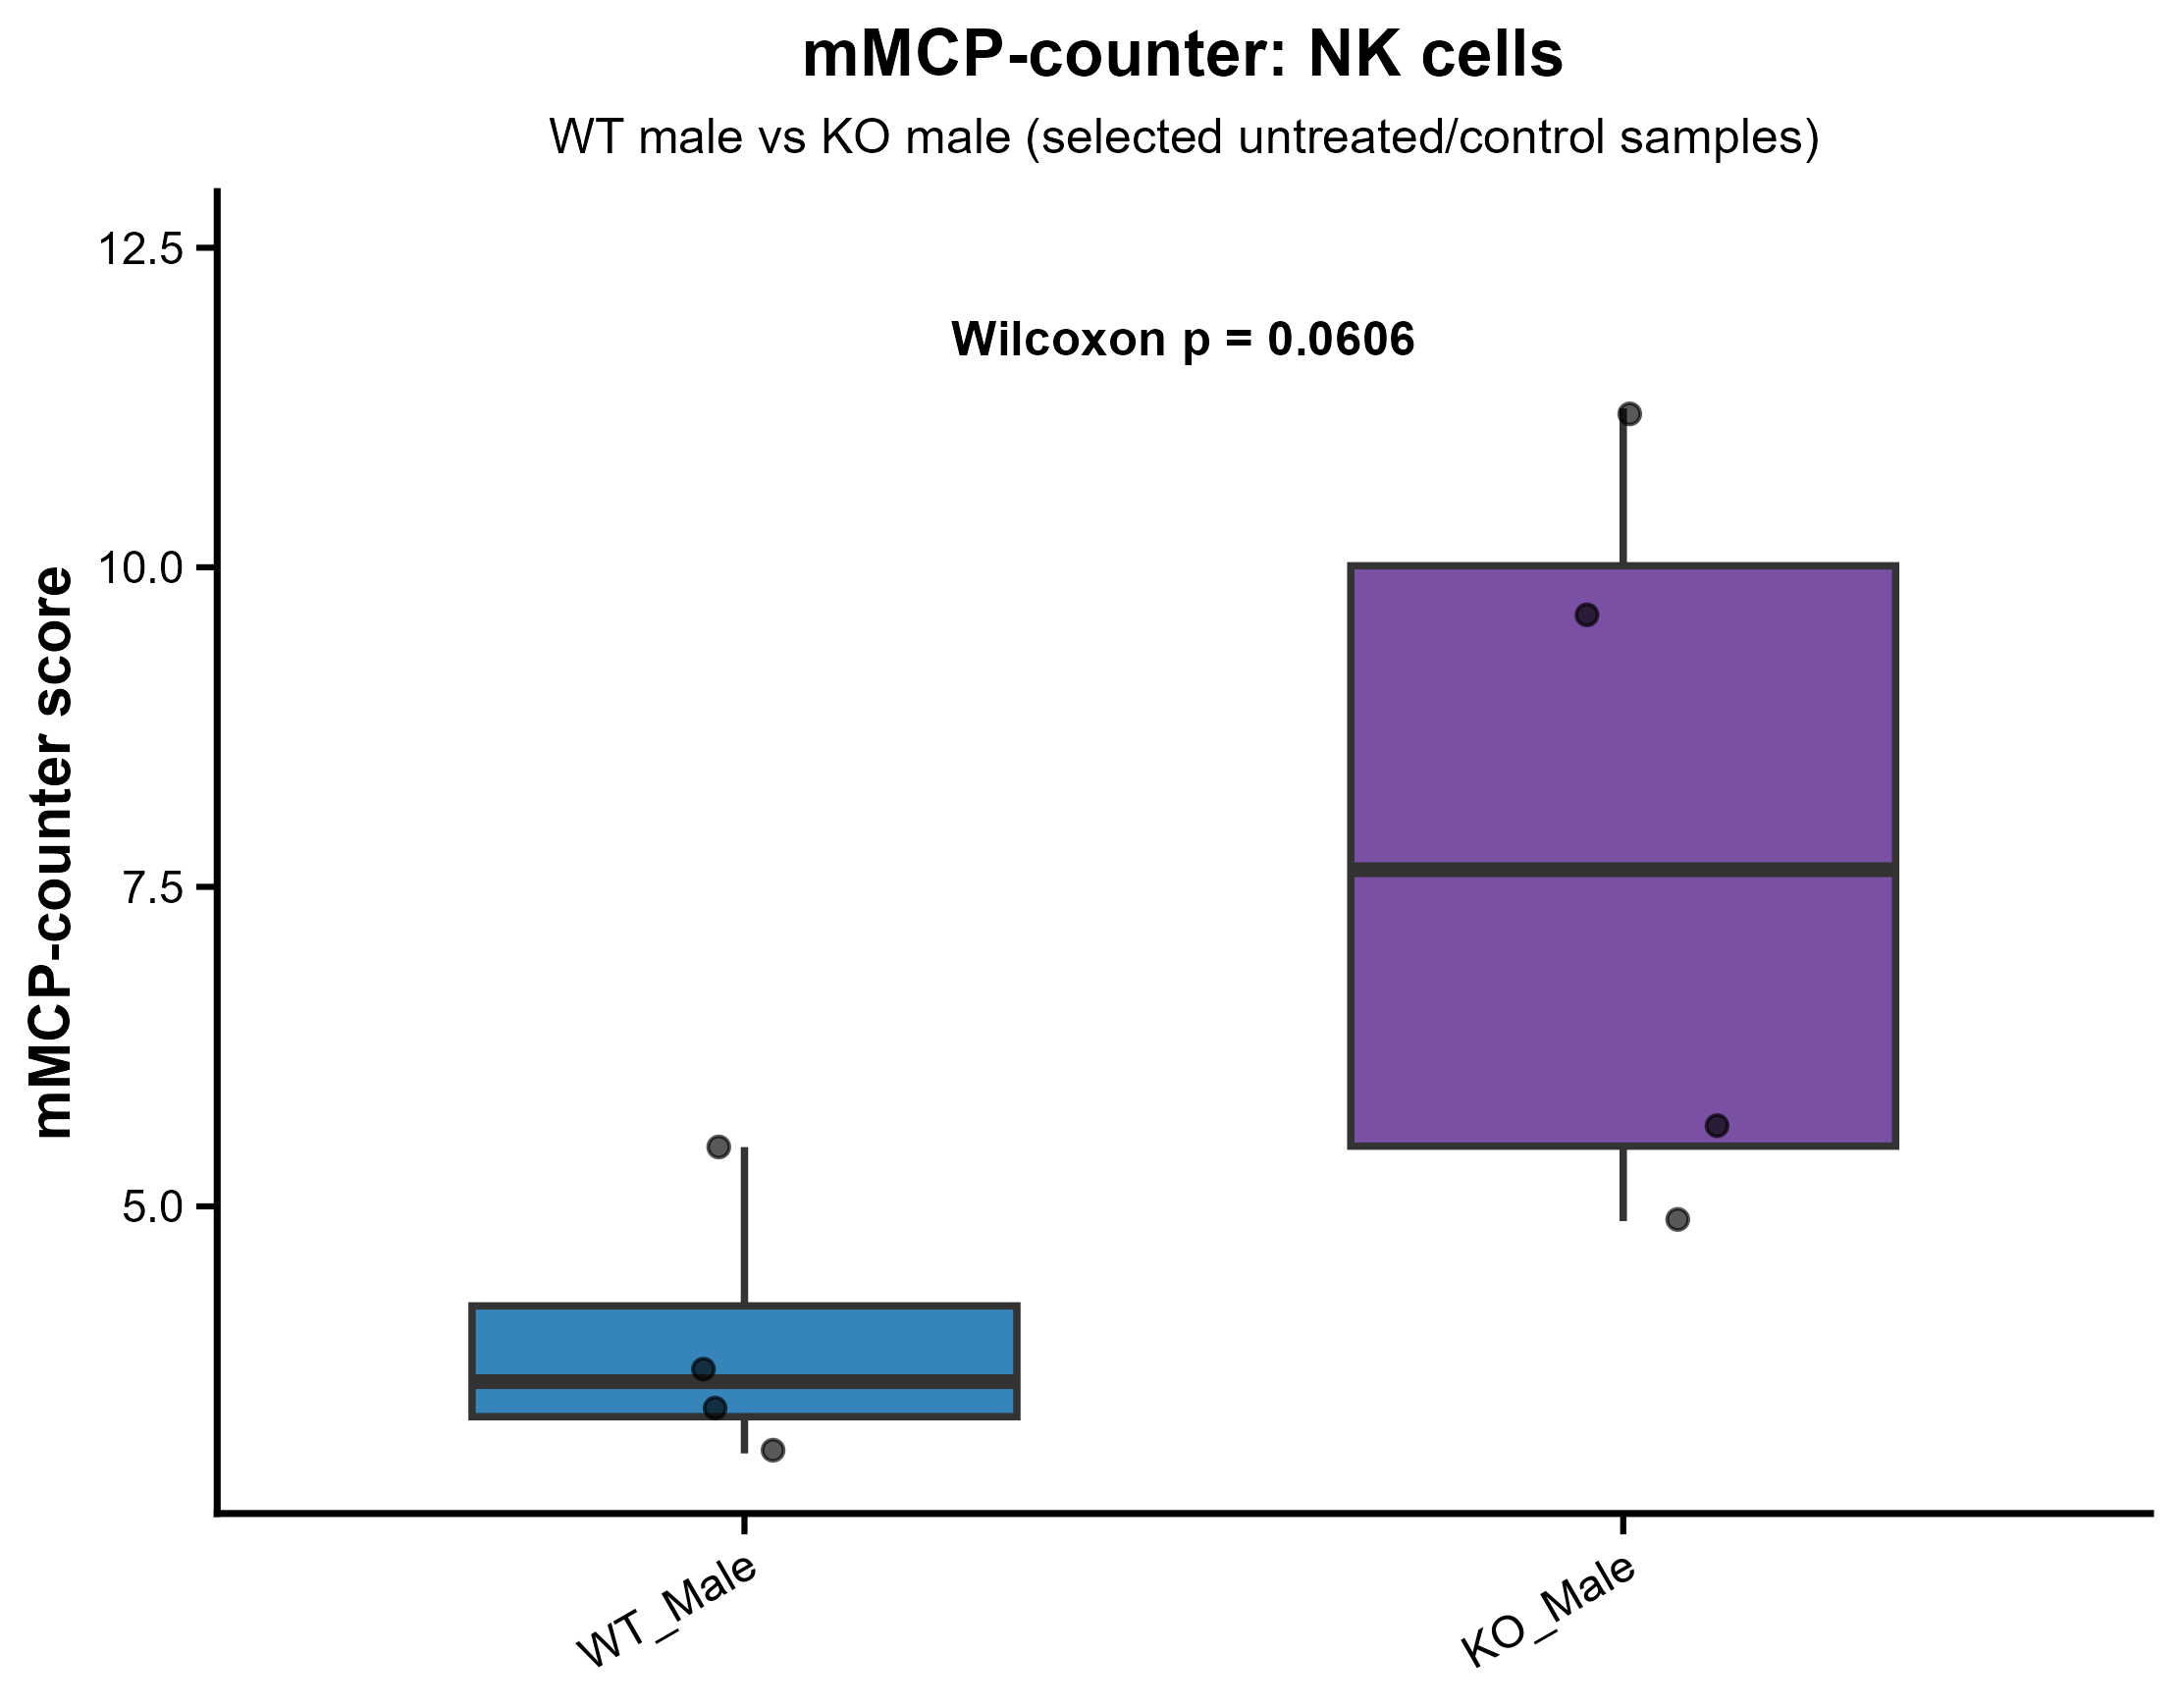 mMCP-counter: NK cells
WT male vs KO male (selected untreated/control samples)
12.5
Wilcoxon p = 0.0606
10.0
7.5
5.0
mMCP-counter score
WT_Male
KO_Male